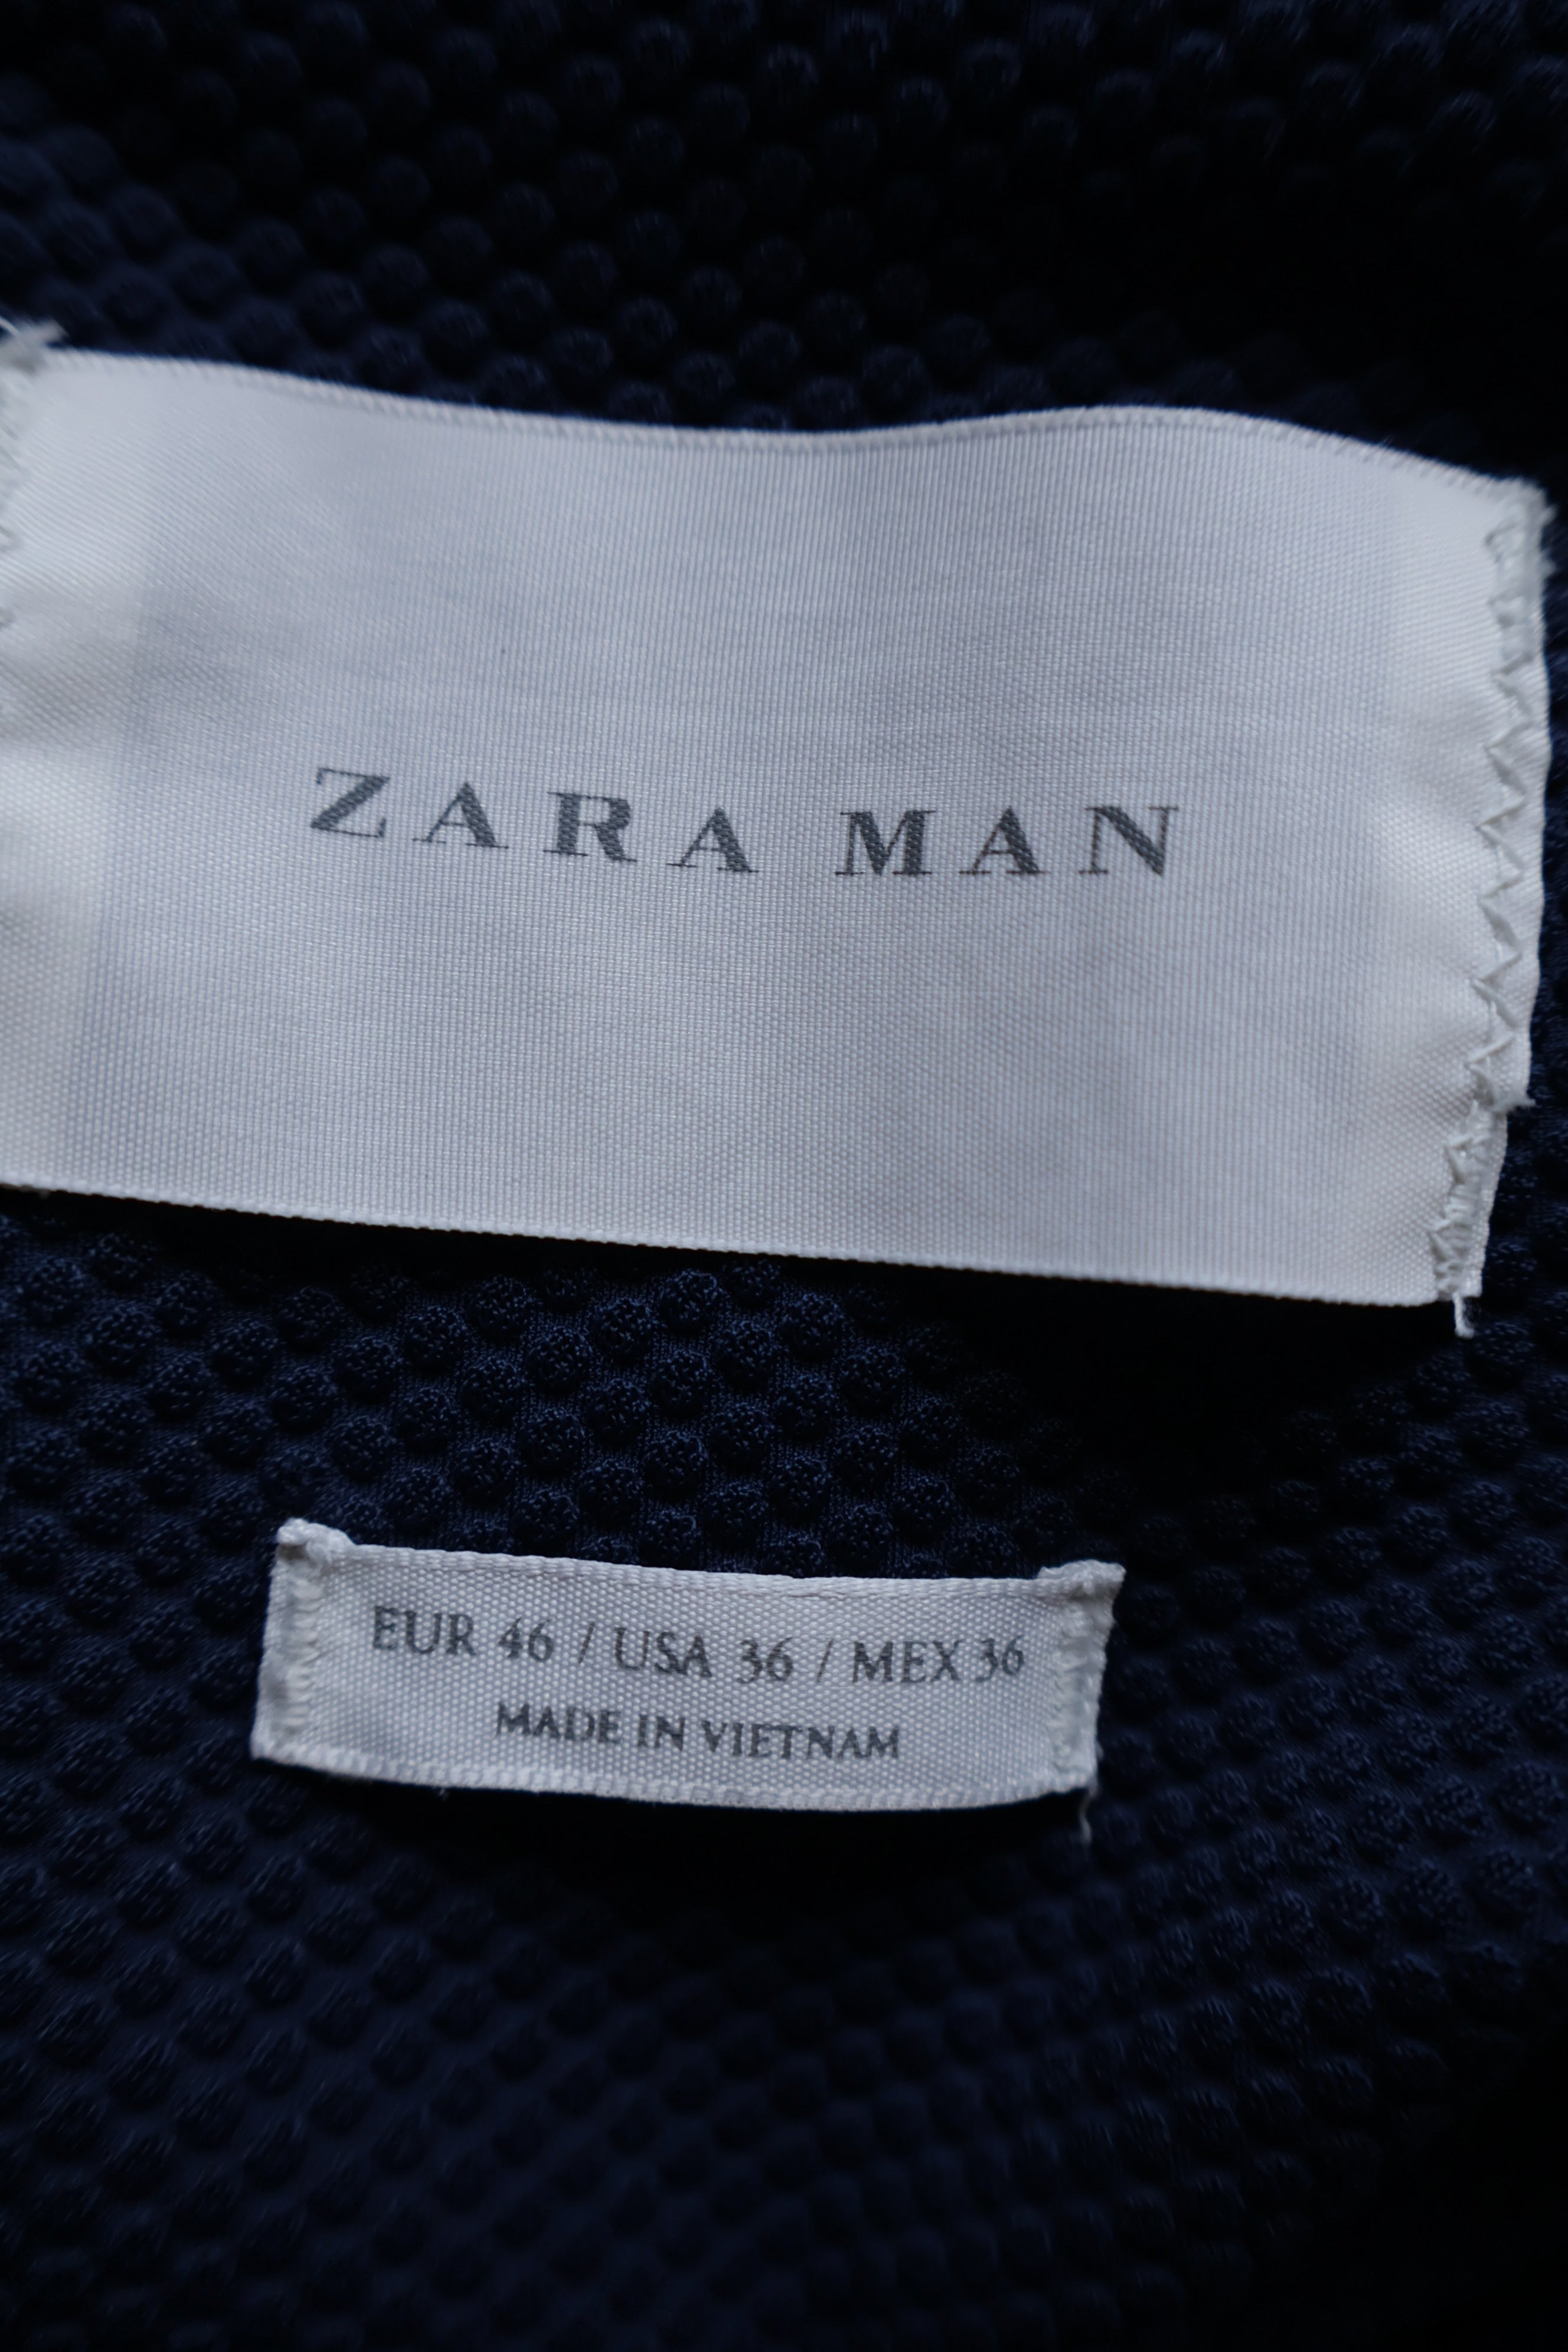 ZARA MAN
EUR 46 / USA 36 / MEX 36
MADE IN VIETNAM